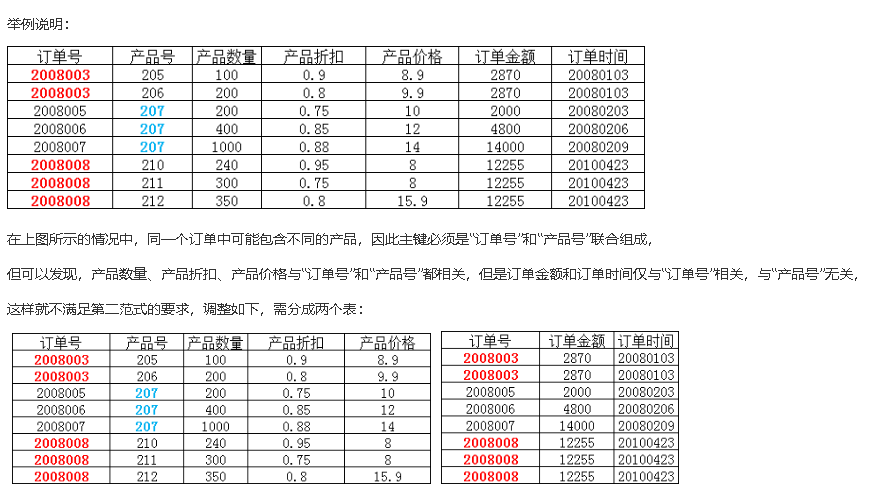 举例说明：
订单号 产品号 产品数量 产品折扣 产品价格 订单金额 订单时间
2008003 205 100 0.9 8.9 2870 20080103
2008003 206 200 0.8 9.9 2870 20080103
2008005 207 200 0.75 10 2000 20080203
2008006 207 400 0.85 12 4800 20080206
2008007 207 1000 0.88 14 14000 20080209
2008008 210 240 0.95 8 12255 20100423
2008008 211 300 0.75 8 12255 20100423
2008008 212 350 0.8 15.9 12255 20100423
在上图所示的情况中，同一个订单中可能包含不同的产品，因此主键必须是“订单号”和“产品号”联合组成，
但可以发现，产品数量、产品折扣、产品价格与“订单号”和“产品号”都相关，但是订单金额和订单时间仅与“订单号”相关，与“产品号”无关，
这样就不满足第二范式的要求，调整如下，需分成两个表：
订单号 产品号 产品数量 产品折扣 产品价格
2008003 205 100 0.9 8.9
2008003 206 200 0.8 9.9
2008005 207 200 0.75 10
2008006 207 400 0.85 12
2008007 207 1000 0.88 14
2008008 210 240 0.95 8
2008008 211 300 0.75 8
2008008 212 350 0.8 15.9
订单号 订单金额 订单时间
2008003 2870 20080103
2008003 2870 20080103
2008005 2000 20080203
2008006 4800 20080206
2008007 14000 20080209
2008008 12255 20100423
2008008 12255 20100423
2008008 12255 20100423